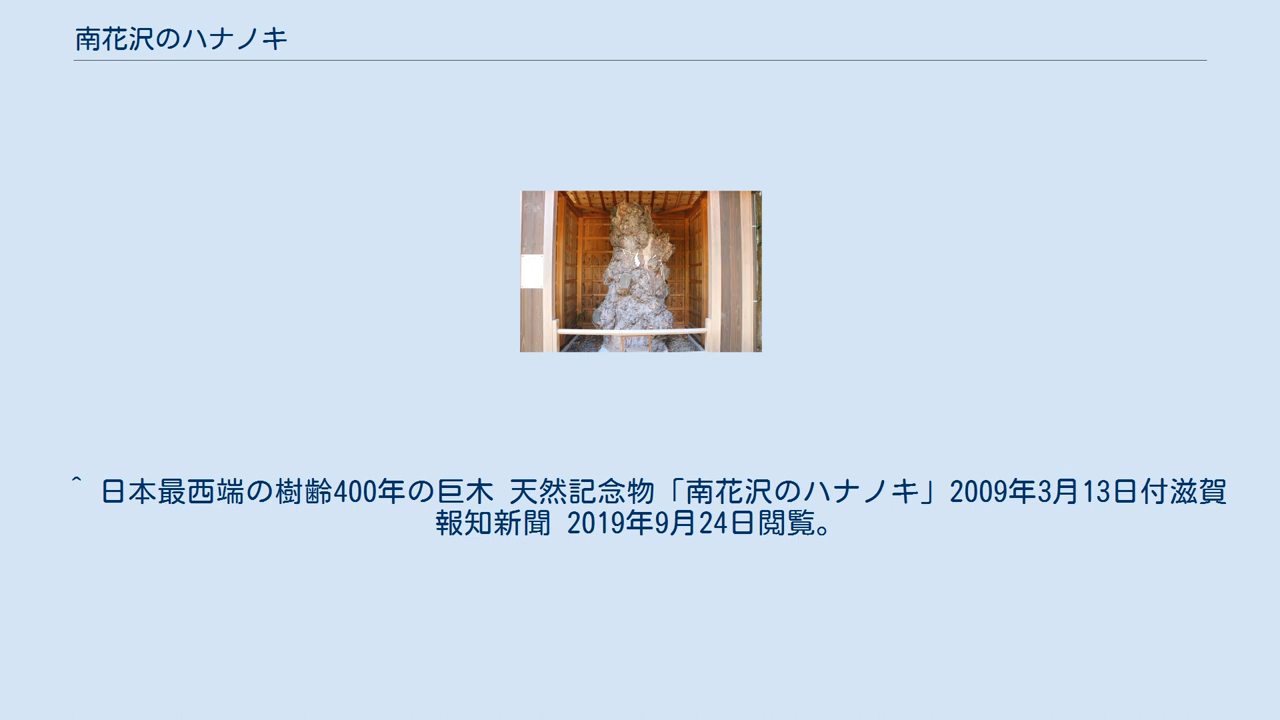 南花沢のハナノキ
^ 日本最西端の樹齢400年の巨木 天然記念物「南花沢のハナノキ」2009年3月13日付滋賀
報知新聞 2019年9月24日閲覧。